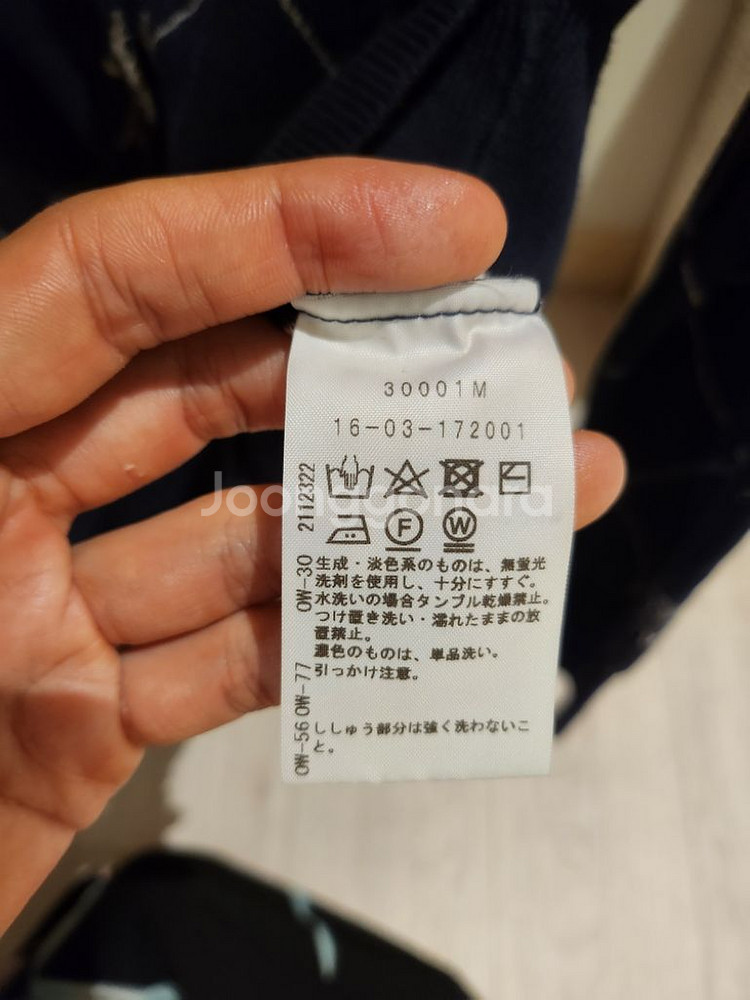 30001M
16-03-172001
2112322
Joonggonara
F W
OW-30
生成・淡色系のものは、無蛍光
洗剤を使用し、十分にすすぐ。
水洗いの場合タンブル乾燥禁止。
つけ置き洗い・濡れたままの放
置禁止。
濃色のものは、単品洗い。
引っかけ注意。
OW-77
OW-56
ししゅう部分は強く洗わないこ
と。